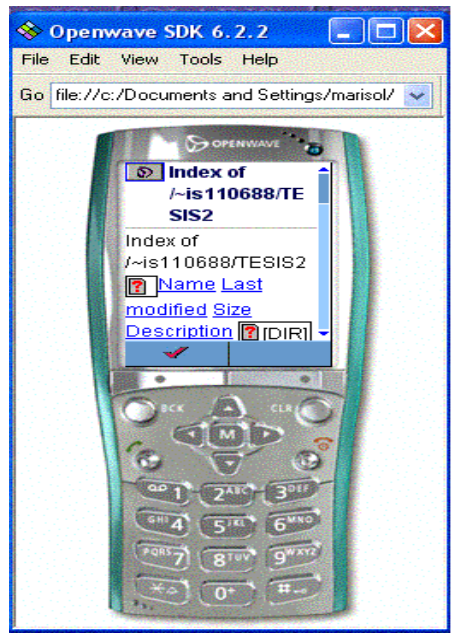 Openwave SDK 6.2.2
File Edit View Tools Help
Go file://c:/Documents and Settings/marisol/
OPENWAVE
Index of
/~is110688/TE
SIS2
Index of
/~is110688/TESIS2
? Name Last
modified Size
Description ? [DIR]
BCK CLR
M
1 2ABC 3DEF
GHI4 5JKL 6MNO
PQRS7 8TUV 9WXYZ
0+ #